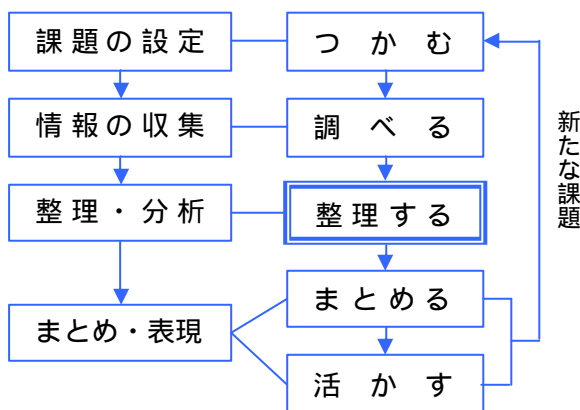 課題の設定
つかむ
情報の収集
調べる
整理・分析
整理する
まとめ・表現
まとめる
活かす
新たな課題